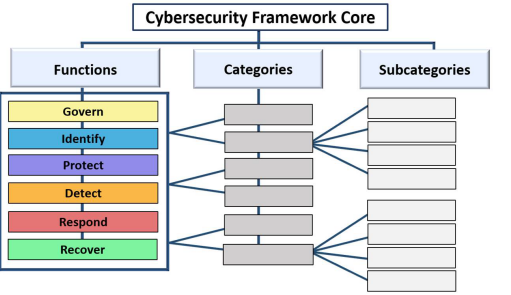 Cybersecurity Framework Core
Functions
Categories
Subcategories
Govern
Identify
Protect
Detect
Respond
Recover